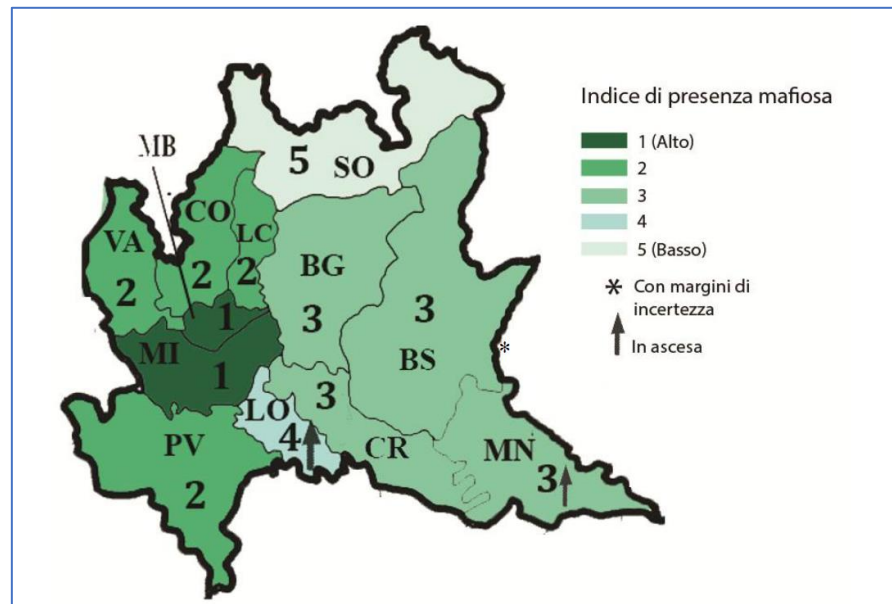 Indice di presenza mafiosa
1 (Alto)
2
3
4
5 (Basso)
* Con margini di
incertezza
In ascesa
MB
5 SO
CO
VA
LC
2
2
2
BG
3
3
BS
*
1
MI
1
3
LO
4
CR
MN
3
PV
2